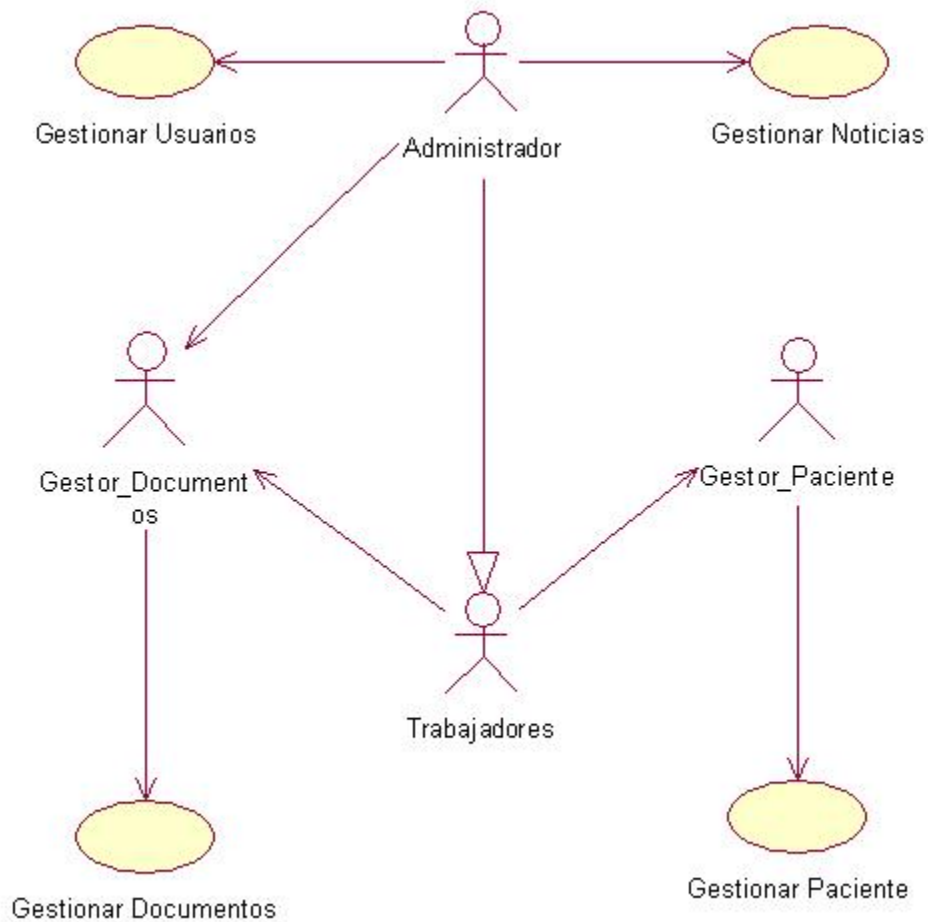 Gestionar Usuarios
Gestionar Noticias
Administrador
Gestor_Document
os
Gestor_Paciente
Trabajadores
Gestionar Documentos
Gestionar Paciente